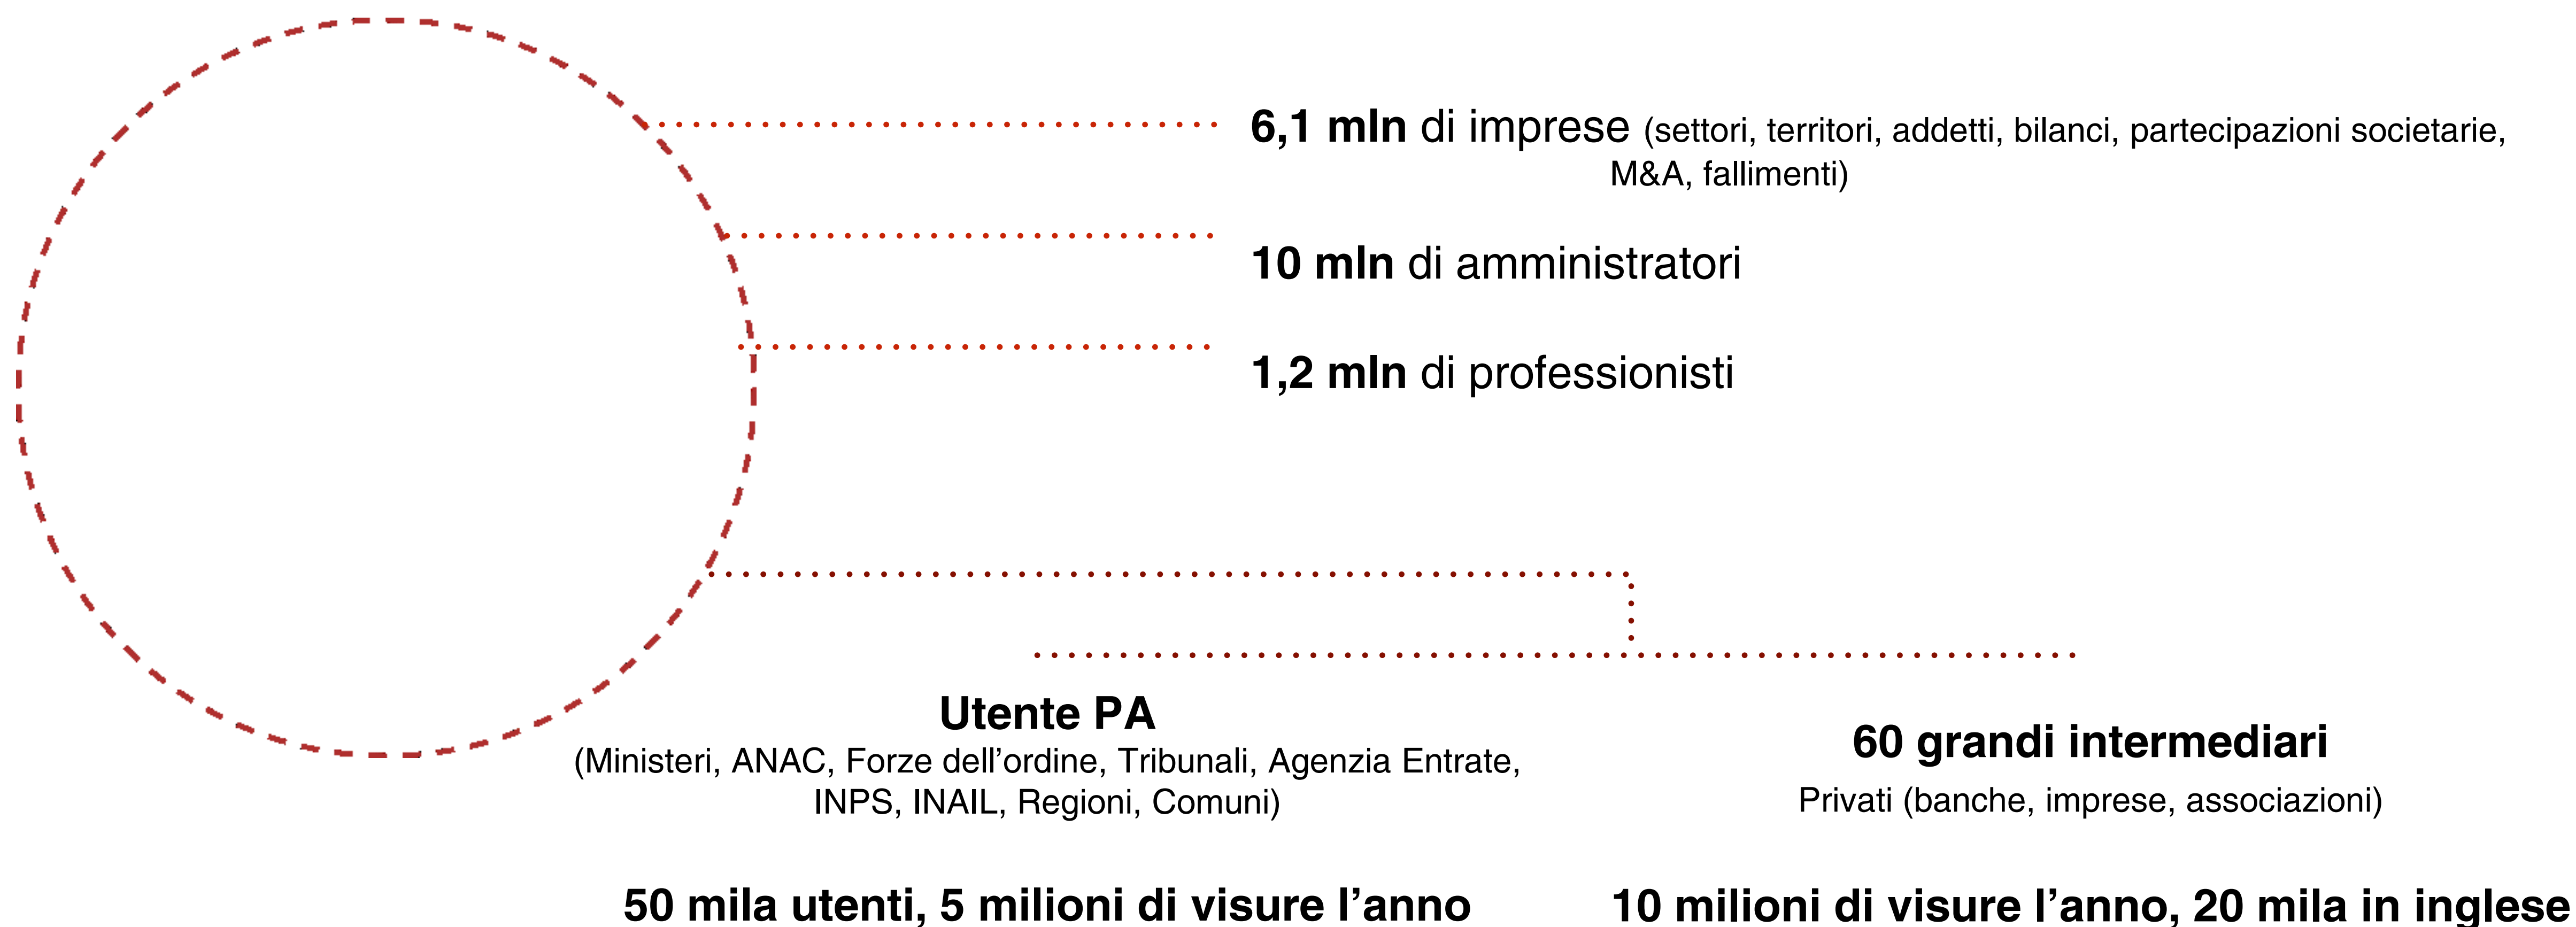 6,1 mln di imprese (settori, territori, addetti, bilanci, partecipazioni societarie,
M&A, fallimenti)
10 mln di amministratori
1,2 mln di professionisti
Utente PA
(Ministeri, ANAC, Forze dell’ordine, Tribunali, Agenzia Entrate,
INPS, INAIL, Regioni, Comuni)
50 mila utenti, 5 milioni di visure l’anno
60 grandi intermediari
Privati (banche, imprese, associazioni)
10 milioni di visure l’anno, 20 mila in inglese